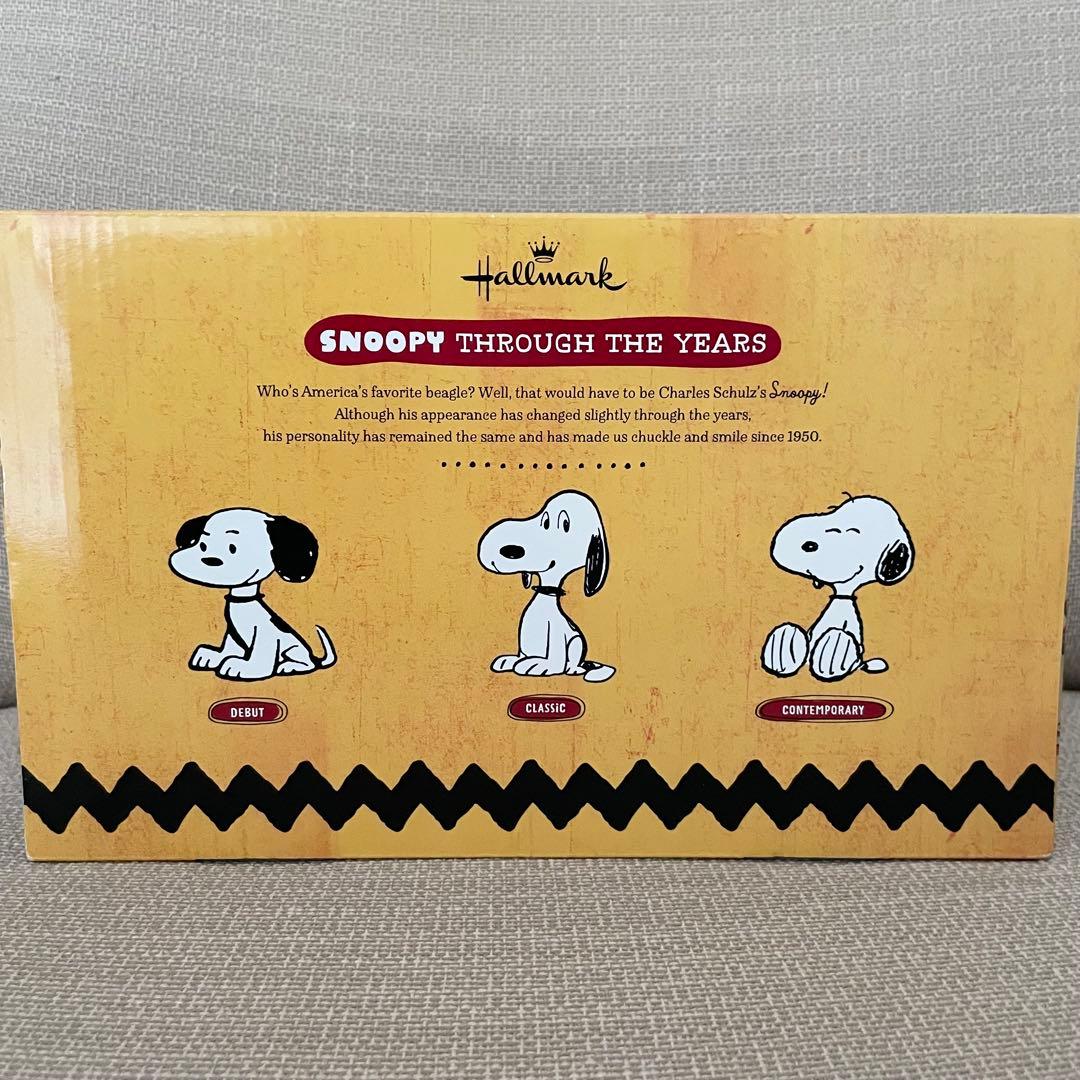 Hallmark
SNOOPY THROUGH THE YEARS
Who's America's favorite beagle? Well, that would have to be Charles Schulz's Snoopy!
Although his appearance has changed slightly through the years,
his personality has remained the same and has made us chuckle and smile since 1950.
DEBUT
CLASSiC
CONTEMPORARY